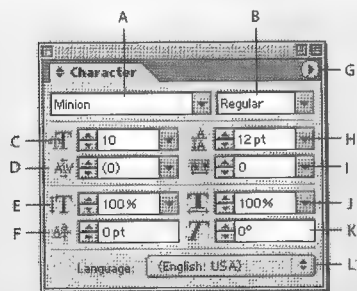 A B
Character G
Minion Regular
C 10 12 pt H
D (0) 0 I
E 100% 100% J
F 0 pt 0° K
Language: (English: USA) L